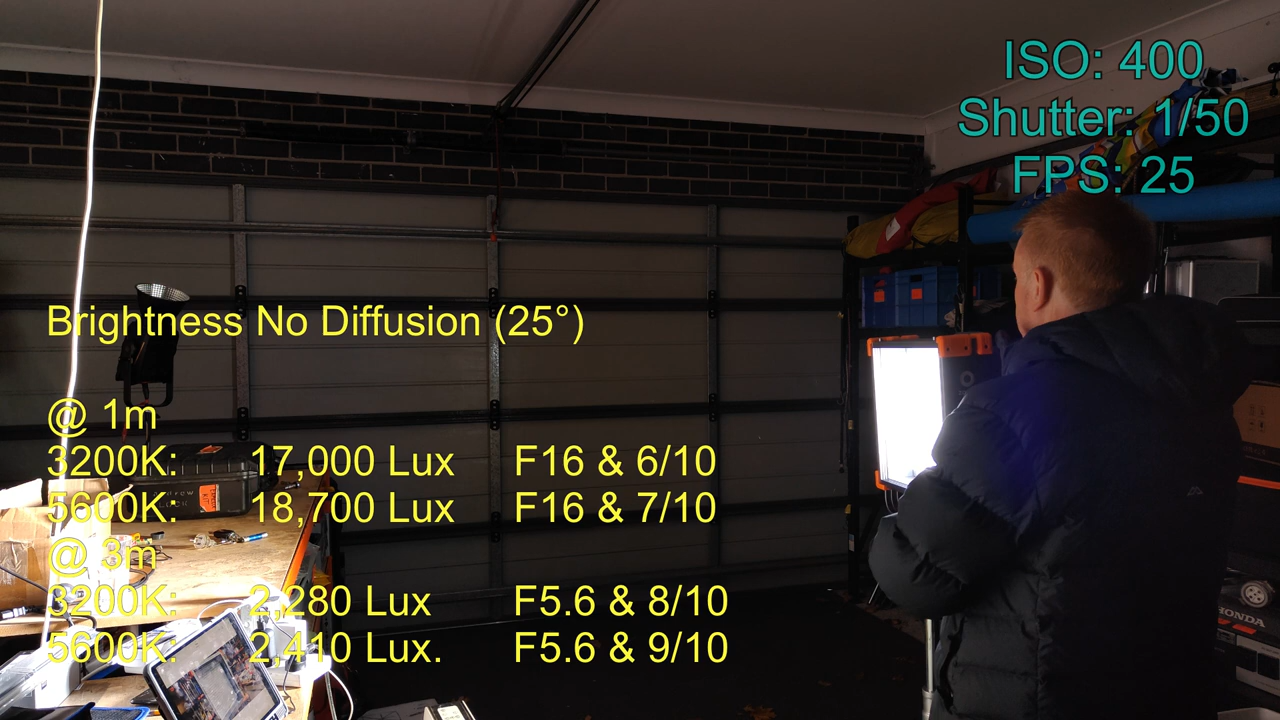 ISO: 400
Shutter: 1/50
FPS: 25
Brightness No Diffusion (25°)
@ 1m
3200K: 17,000 Lux F16 & 6/10
5600K: 18,700 Lux F16 & 7/10
@ 3m
3200K: 2,280 Lux F5.6 & 8/10
5600K: 2,410 Lux. F5.6 & 9/10
HONDA